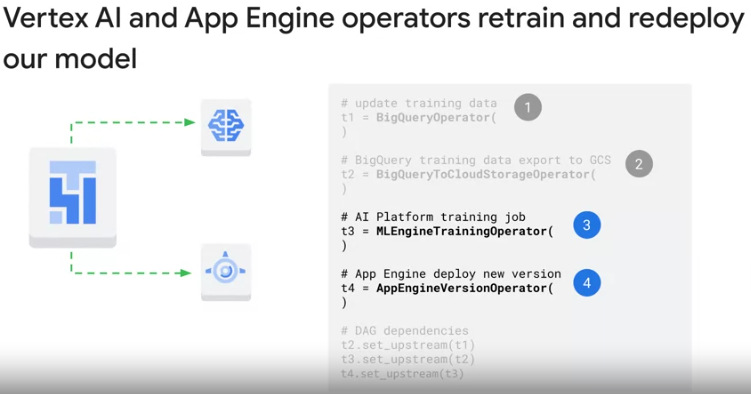 Vertex AI and App Engine operators retrain and redeploy
our model
# update training data
t1 = BigQueryOperator(
)
1
# BigQuery training data export to GCS
t2 = BigQueryToCloudStorageOperator(
)
2
# AI Platform training job
t3 = MLEngineTrainingOperator(
)
3
# App Engine deploy new version
t4 = AppEngineVersionOperator(
)
4
# DAG dependencies
t2.set_upstream(t1)
t3.set_upstream(t2)
t4.set_upstream(t3)